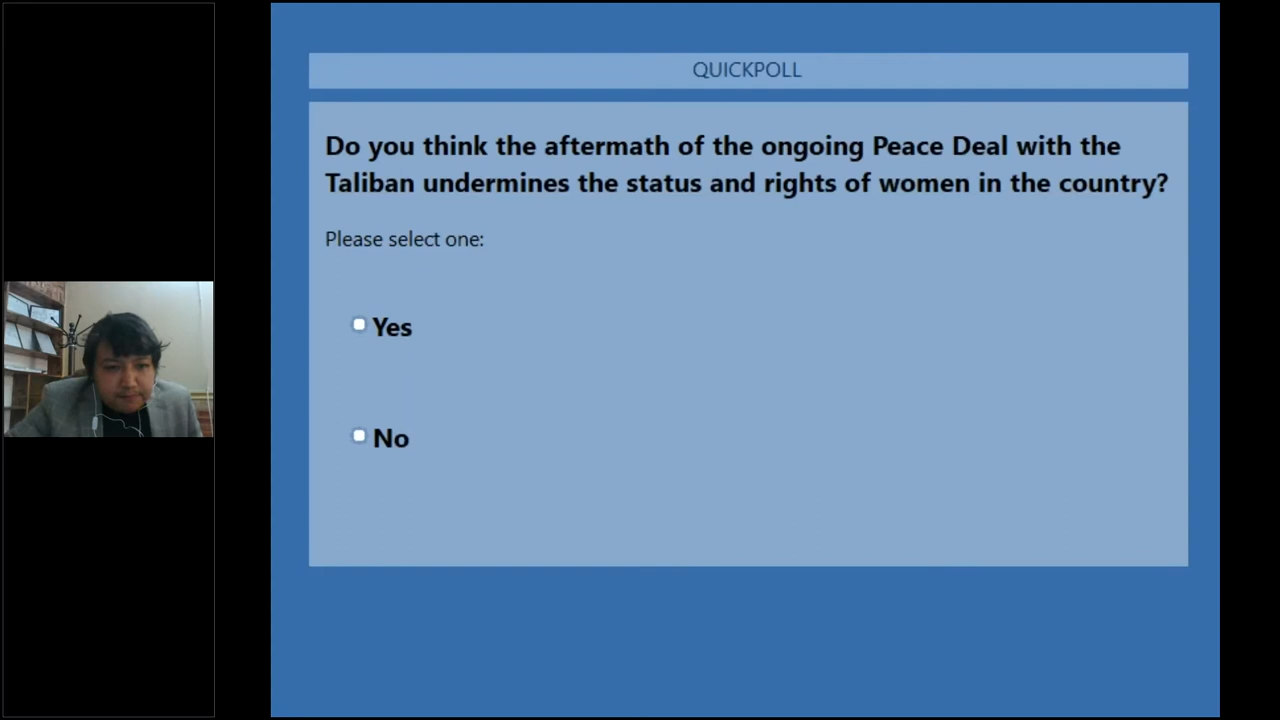 QUICKPOLL
Do you think the aftermath of the ongoing Peace Deal with the
Taliban undermines the status and rights of women in the country?
Please select one:
Yes
No